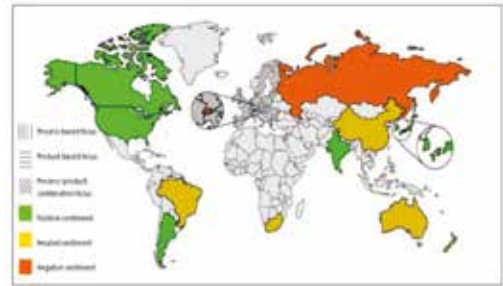 Process based focus
Product based focus
Process/product
combination focus
Positive sentiment
Neutral sentiment
Negative sentiment